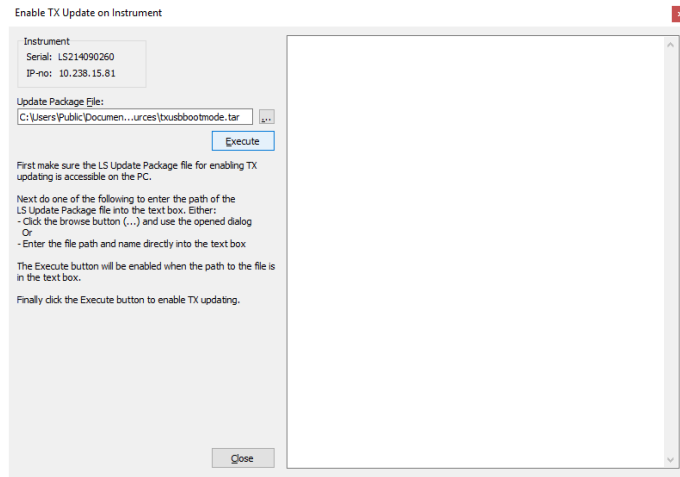 Enable TX Update on Instrument
x
Instrument
Serial: LS214090260
IP-no: 10.238.15.81
Update Package File:
C:\Users\Public\Documen...urces\txusbbootmode.tar
...
Execute
First make sure the LS Update Package file for enabling TX
updating is accessible on the PC.
Next do one of the following to enter the path of the
LS Update Package file into the text box. Either:
- Click the browse button (...) and use the opened dialog
Or
- Enter the file path and name directly into the text box
The Execute button will be enabled when the path to the file is
in the text box.
Finally click the Execute button to enable TX updating.
Close